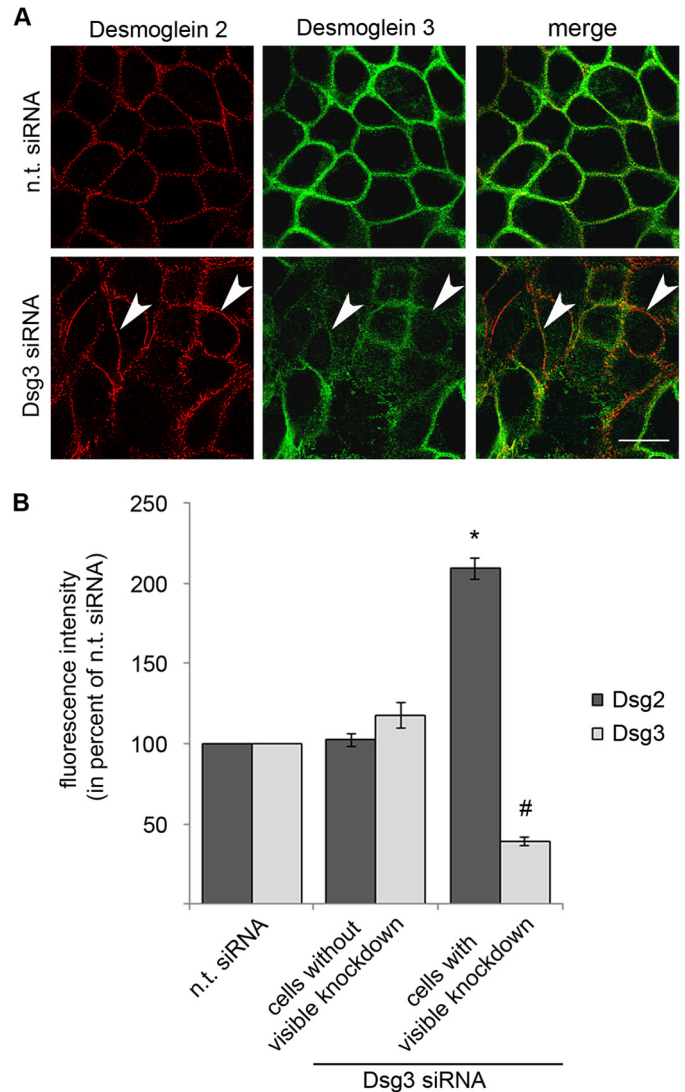 A
Desmoglein 2
Desmoglein 3
merge
n.t. siRNA
Dsg3 siRNA
B
fluorescence intensity
(in percent of n.t. siRNA)
250
200
150
100
50
*
#
Dsg2
Dsg3
n.t. siRNA
cells without
visible knockdown
cells with
visible knockdown
Dsg3 siRNA